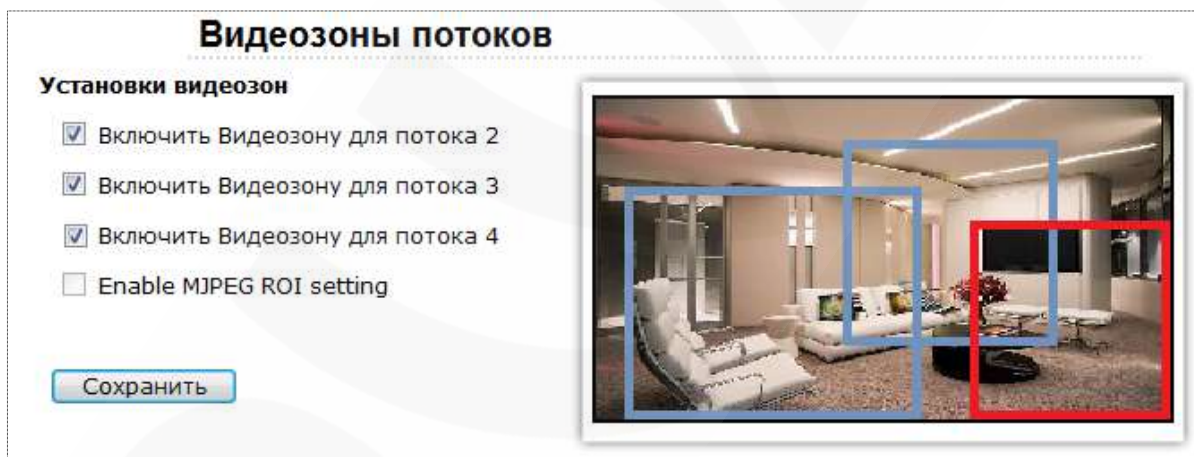 Видеозоны потоков
Установки видеозон
Включить Видеозону для потока 2
Включить Видеозону для потока 3
Включить Видеозону для потока 4
Enable MJPEG ROI setting
Сохранить